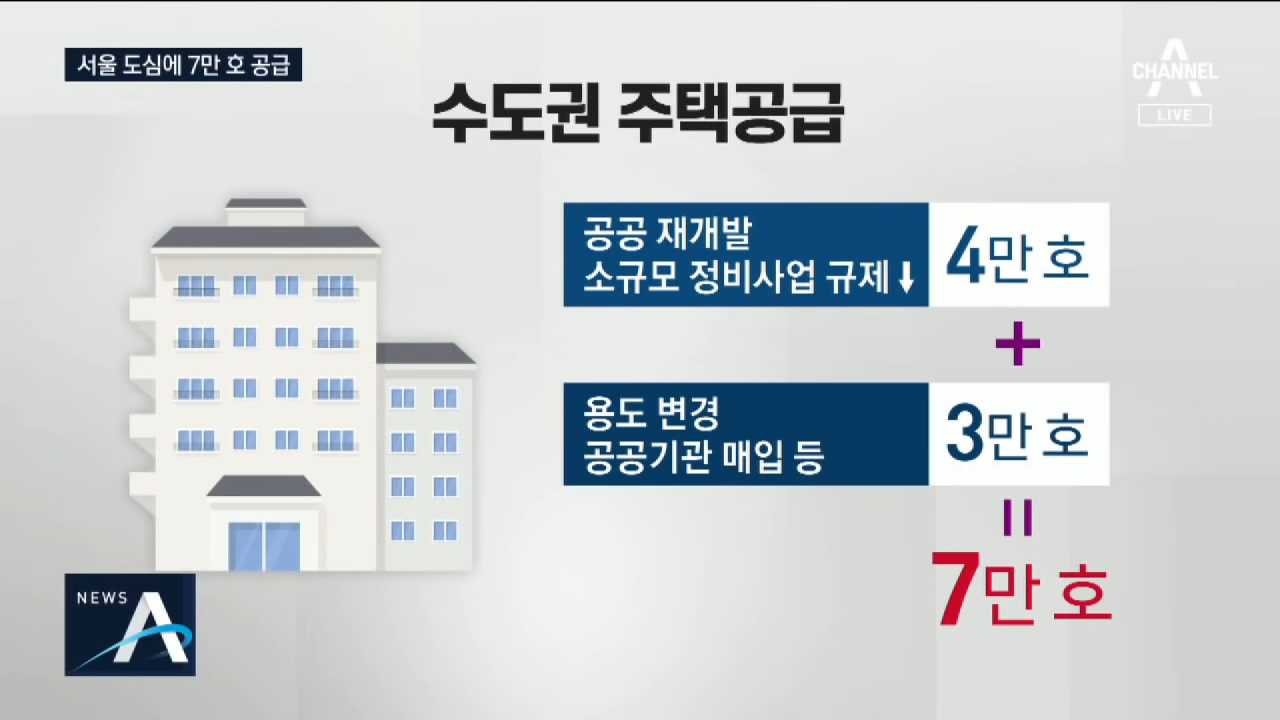 서울 도심에 7만 호 공급
CHANNEL A
LIVE
수도권 주택공급
공공 재개발
소규모 정비사업 규제↓
4만 호
+
용도 변경
공공기관 매입 등
3만 호
=
7만 호
NEWS A